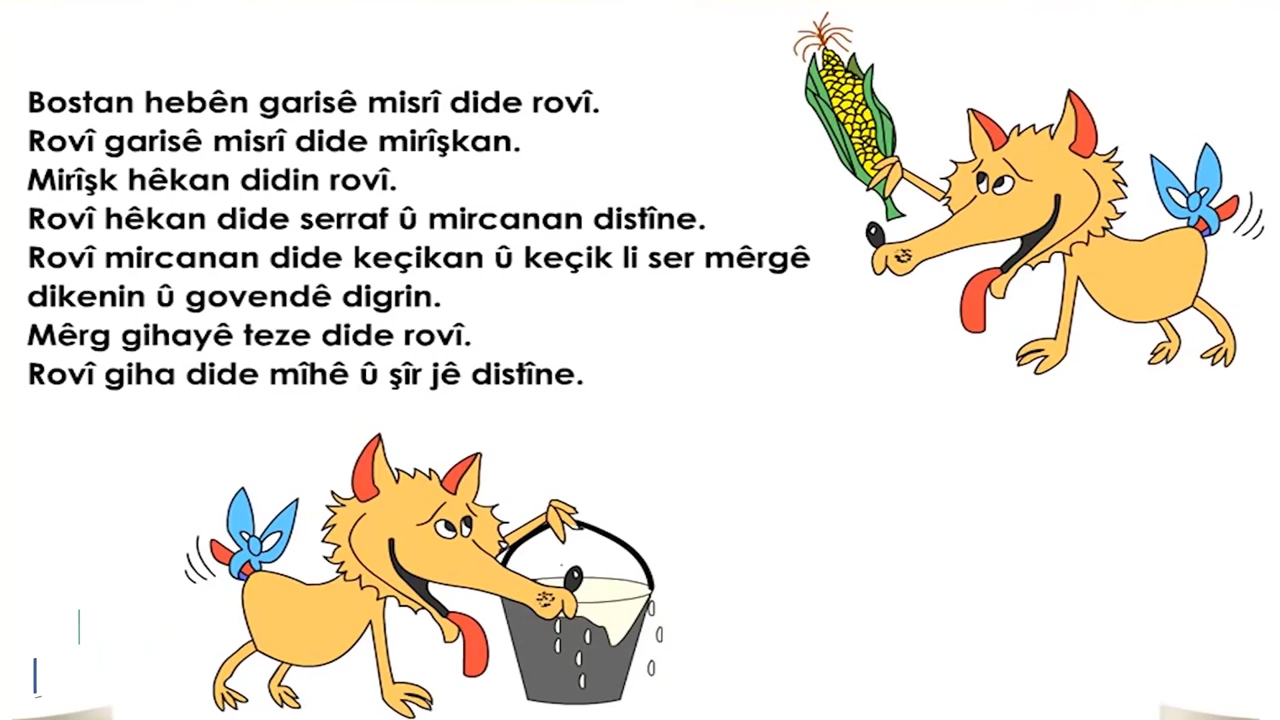 Bostan hebên garisê misrî dide rovî.
Rovî garisê misrî dide mirîşkan.
Mirîşk hêkan didin rovî.
Rovî hêkan dide serraf û mircanan distîne.
Rovî mircanan dide keçikan û keçik li ser mêrgê
dikenin û govendê digrin.
Mêrg gihayê teze dide rovî.
Rovî giha dide mîhê û şîr jê distîne.